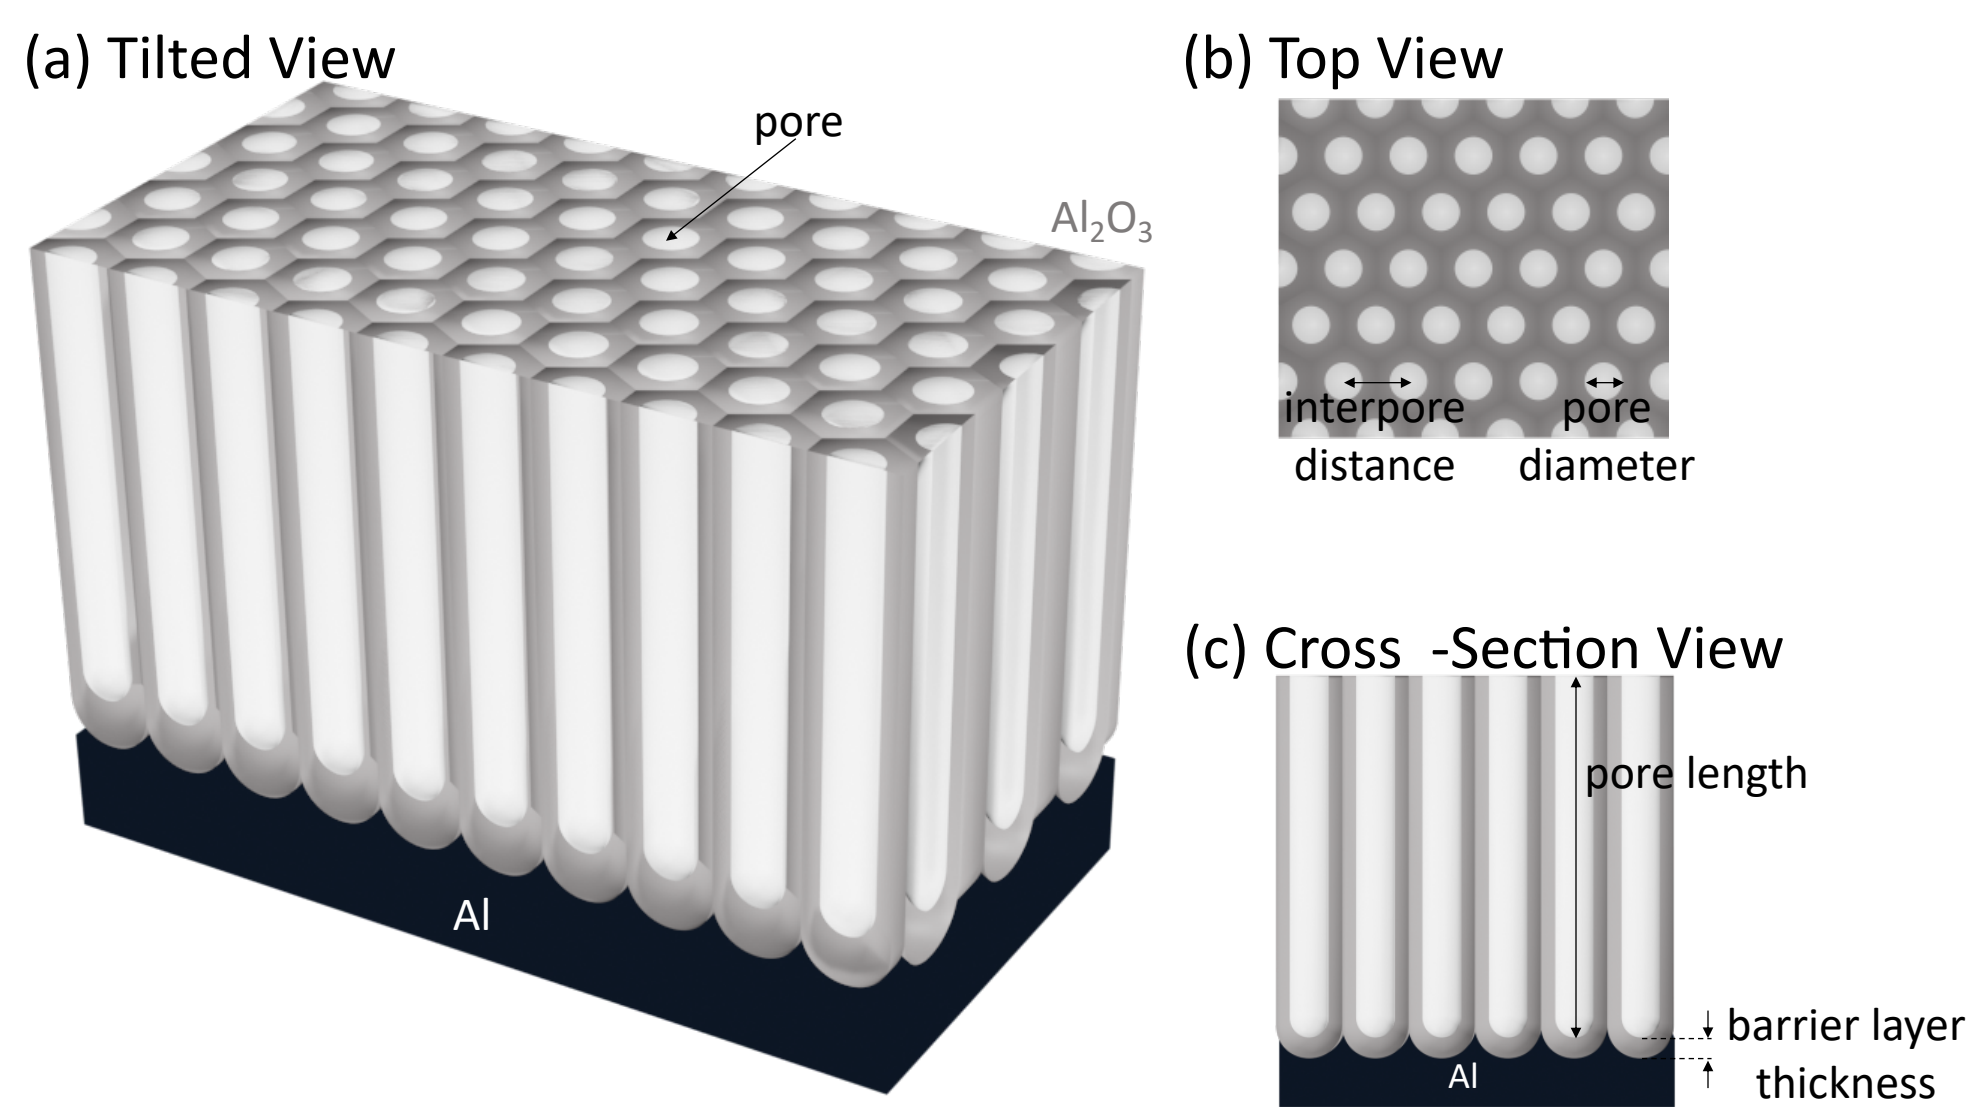 (a) Tilted View
pore
Al₂O₃
Al
(b) Top View
interpore
distance
pore
diameter
(c) Cross -Section View
pore length
barrier layer
thickness
Al